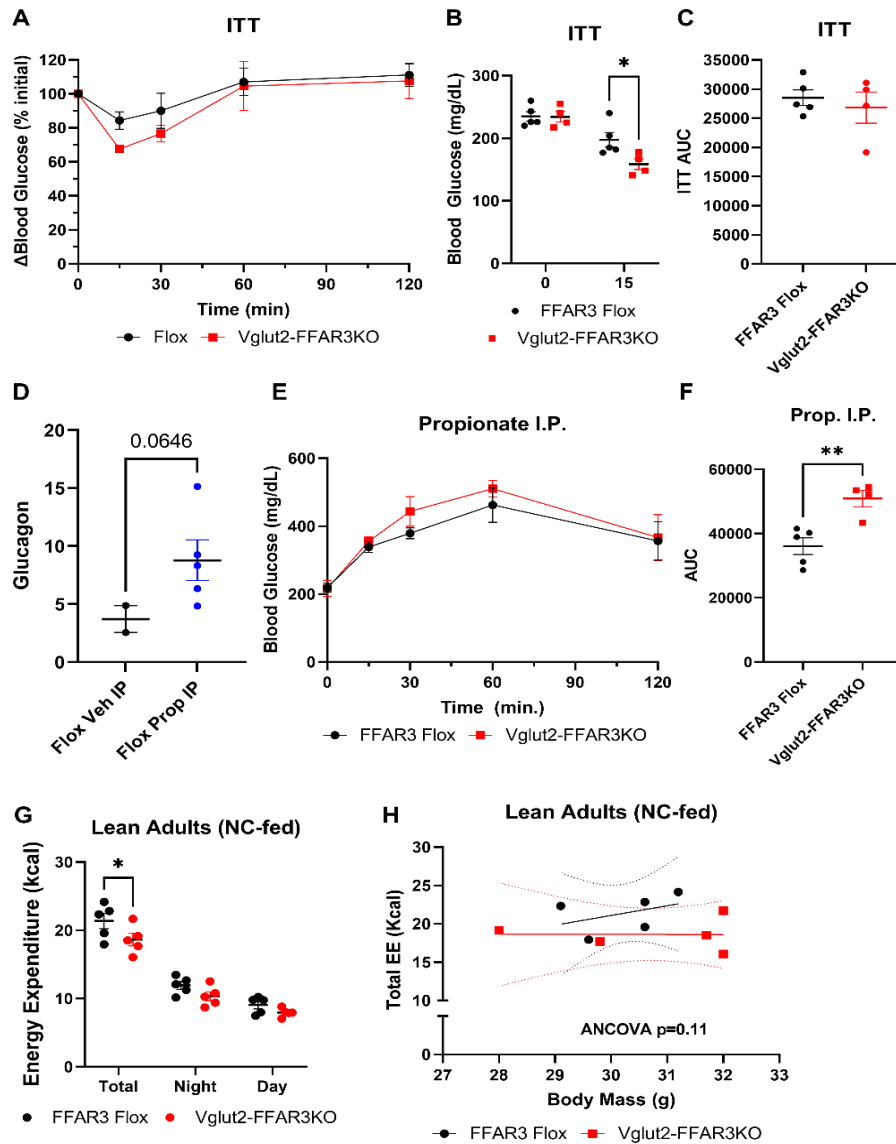 A
ITT
ΔBlood Glucose (% initial)
120
100
80
60
40
20
0
0
30
60
90
120
Time (min)
Flox
Vglut2-FFAR3KO
B
ITT
*
Blood Glucose (mg/dL)
300
200
100
0
0
15
FFAR3 Flox
Vglut2-FFAR3KO
C
ITT
ITT AUC
35000
30000
25000
20000
15000
10000
5000
0
FFAR3 Flox
Vglut2-FFAR3KO
D
0.0646
Glucagon
20
15
10
5
0
Flox Veh IP
Flox Prop IP
E
Propionate I.P.
Blood Glucose (mg/dL)
600
400
200
0
0
30
60
90
120
Time (min.)
FFAR3 Flox
Vglut2-FFAR3KO
F
Prop. I.P.
**
AUC
60000
40000
20000
0
FFAR3 Flox
Vglut2-FFAR3KO
G
Lean Adults (NC-fed)
*
Energy Expenditure (kcal)
30
20
10
0
Total
Night
Day
FFAR3 Flox
Vglut2-FFAR3KO
H
Lean Adults (NC-fed)
Total EE (Kcal)
30
25
20
15
10
0
ANCOVA p=0.11
27
28
29
30
31
32
33
Body Mass (g)
FFAR3 Flox
Vglut2-FFAR3KO